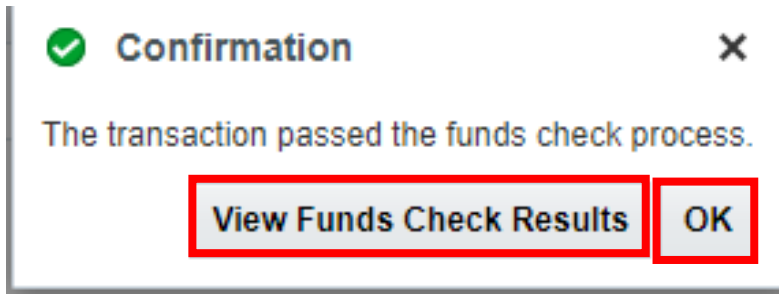 Confirmation
The transaction passed the funds check process.
View Funds Check Results OK